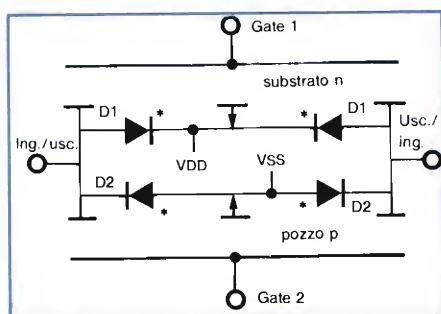 Gate 1
substrato n
D1
*
*
D1
Usc./
ing.
Ing./usc.
VDD
VSS
D2
*
*
D2
pozzo p
Gate 2